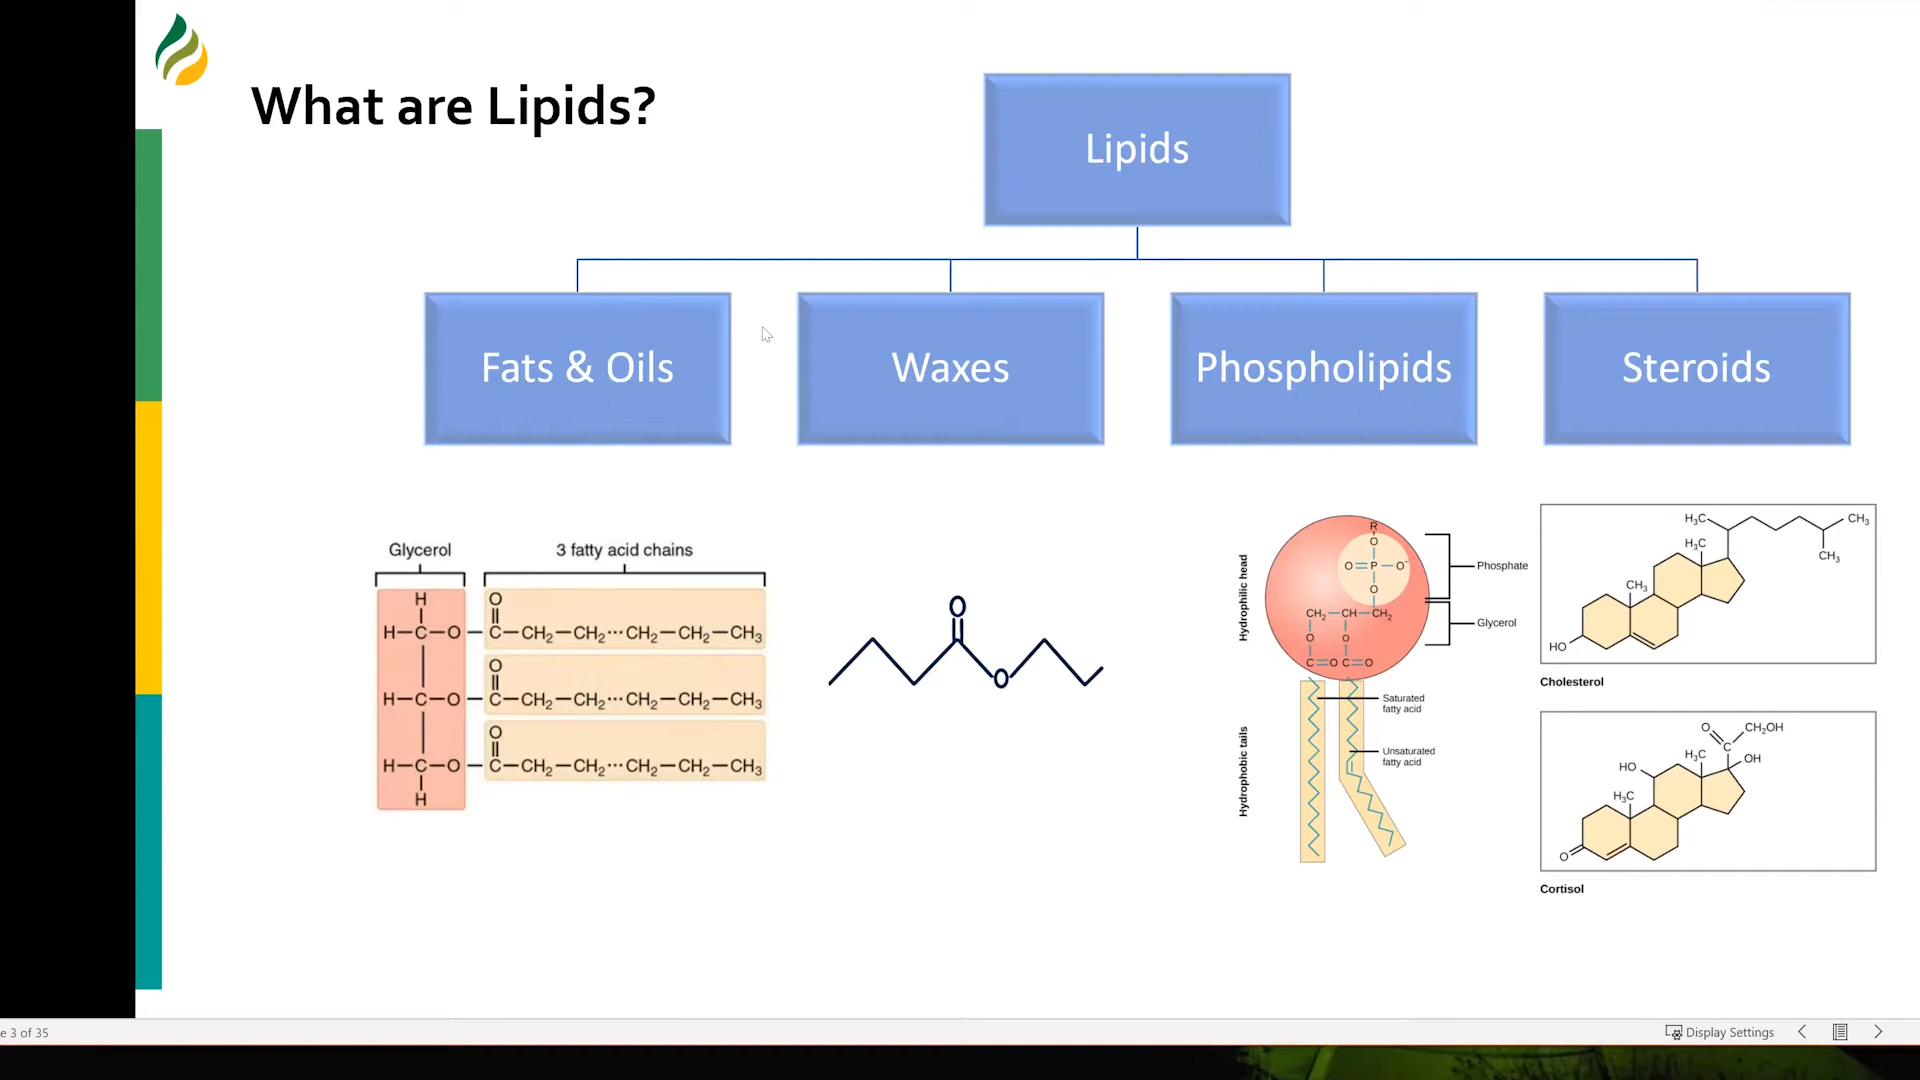 What are Lipids?
Lipids
Fats & Oils
Waxes
Phospholipids
Steroids
Glycerol
3 fatty acid chains
H
H–C–O–C–CH₂–CH₂···CH₂–CH₂–CH₃
O
H–C–O–C–CH₂–CH₂···CH₂–CH₂–CH₃
O
H–C–O–C–CH₂–CH₂···CH₂–CH₂–CH₃
O
H
O
O
Hydrophilic head
Hydrophobic tails
R
O
O=P–O⁻
O
CH₂–CH–CH₂
O O
C=O C=O
Phosphate
Glycerol
Saturated
fatty acid
Unsaturated
fatty acid
H₃C
CH₃
H₃C
CH₃
CH₃
HO
Cholesterol
O
CH₂OH
C
H₃C
OH
HO
H₃C
O
Cortisol
e 3 of 35
Display Settings